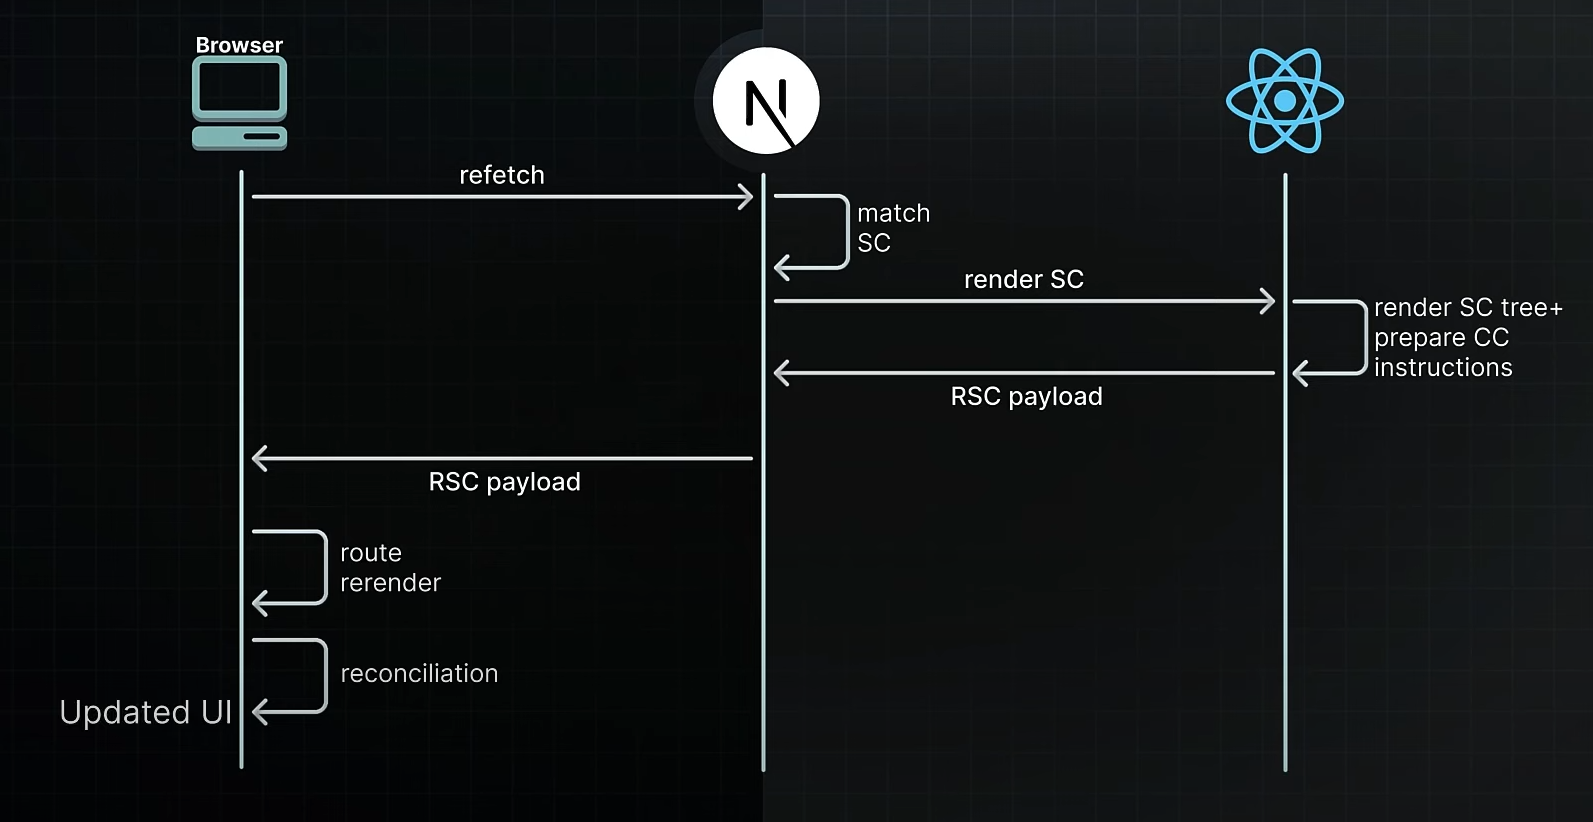 Browser
refetch
match
SC
render SC
render SC tree+
prepare CC
instructions
RSC payload
RSC payload
route
rerender
reconciliation
Updated UI